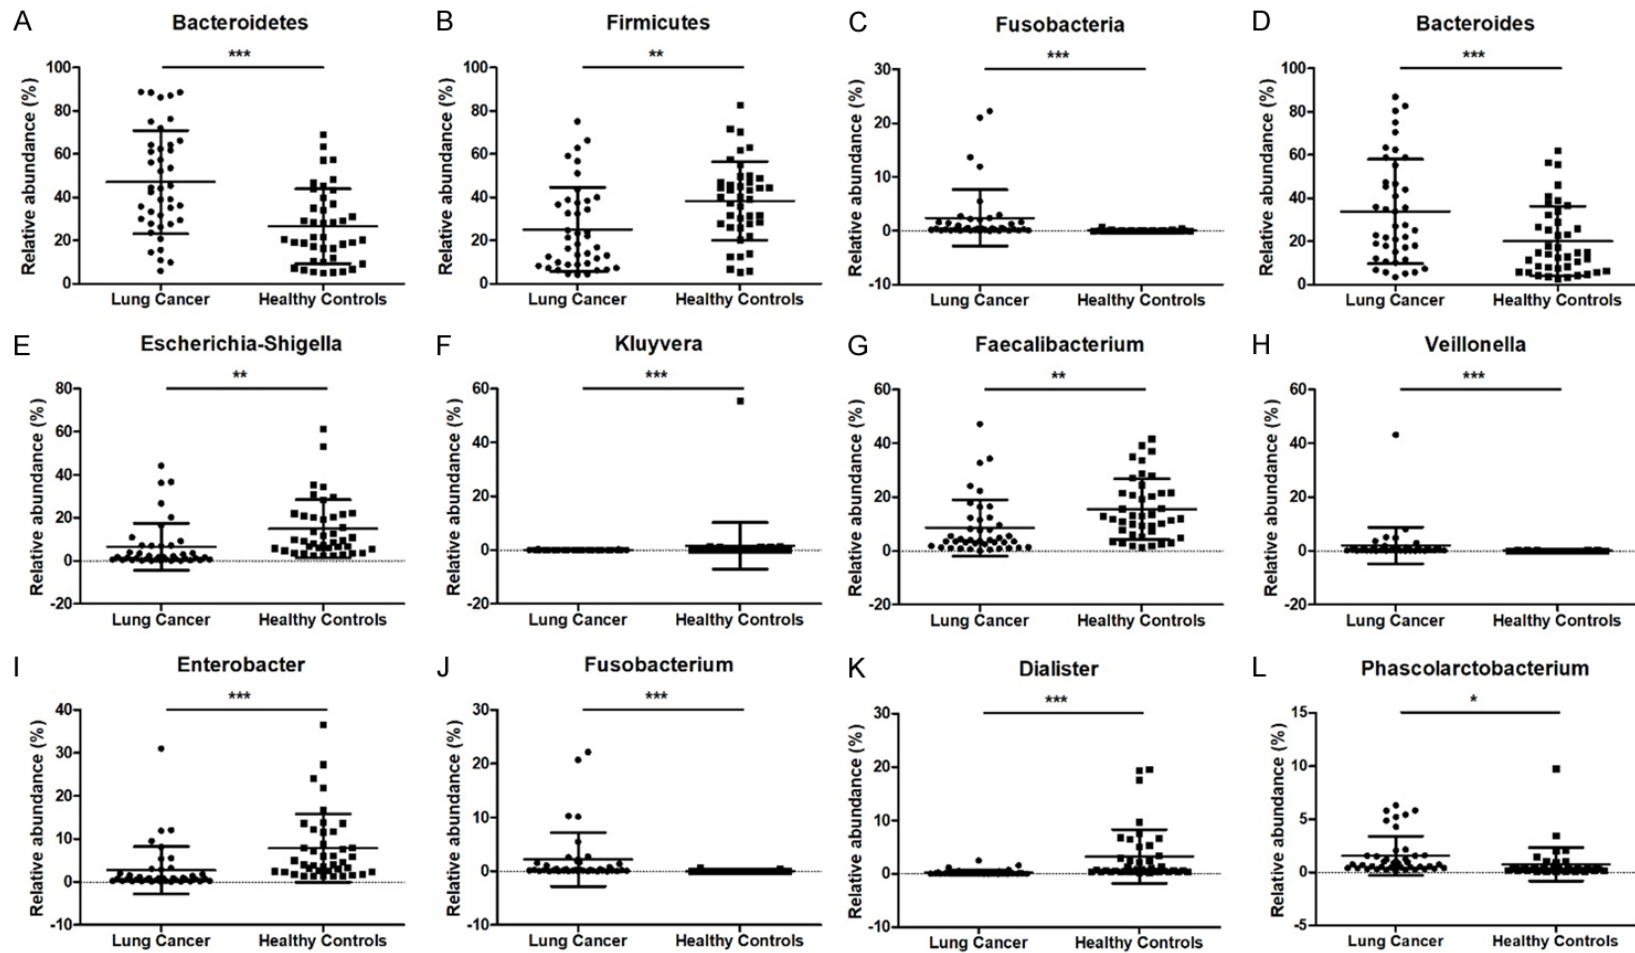 A Bacteroidetes
***
Relative abundance (%)
100
80
60
40
20
0
Lung Cancer Healthy Controls
B Firmicutes
**
Relative abundance (%)
100
80
60
40
20
0
Lung Cancer Healthy Controls
C Fusobacteria
***
Relative abundance (%)
30
20
10
0
-10
Lung Cancer Healthy Controls
D Bacteroides
***
Relative abundance (%)
100
80
60
40
20
0
Lung Cancer Healthy Controls
E Escherichia-Shigella
**
Relative abundance (%)
80
60
40
20
0
-20
Lung Cancer Healthy Controls
F Kluyvera
***
Relative abundance (%)
60
40
20
0
-20
Lung Cancer Healthy Controls
G Faecalibacterium
**
Relative abundance (%)
60
40
20
0
-20
Lung Cancer Healthy Controls
H Veillonella
***
Relative abundance (%)
60
40
20
0
-20
Lung Cancer Healthy Controls
I Enterobacter
***
Relative abundance (%)
40
30
20
10
0
-10
Lung Cancer Healthy Controls
J Fusobacterium
***
Relative abundance (%)
30
20
10
0
-10
Lung Cancer Healthy Controls
K Dialister
***
Relative abundance (%)
30
20
10
0
-10
Lung Cancer Healthy Controls
L Phascolarctobacterium
*
Relative abundance (%)
15
10
5
0
-5
Lung Cancer Healthy Controls